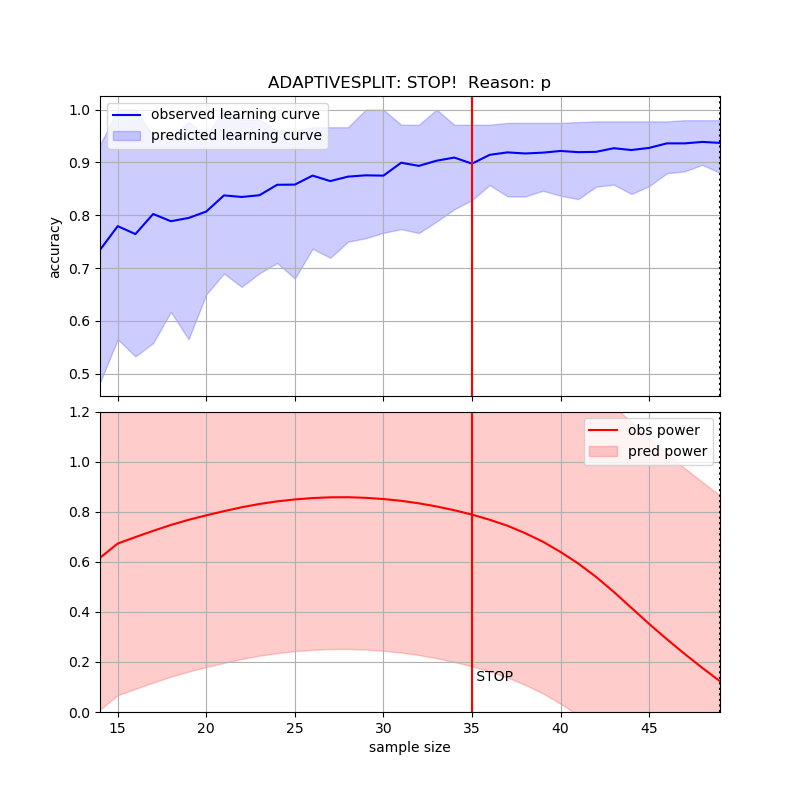 ADAPTIVESPLIT: STOP!  Reason: p
1.0
0.9
0.8
0.7
0.6
0.5
accuracy
observed learning curve
predicted learning curve
1.2
1.0
0.8
0.6
0.4
0.2
0.0
obs power
pred power
STOP
15 20 25 30 35 40 45
sample size